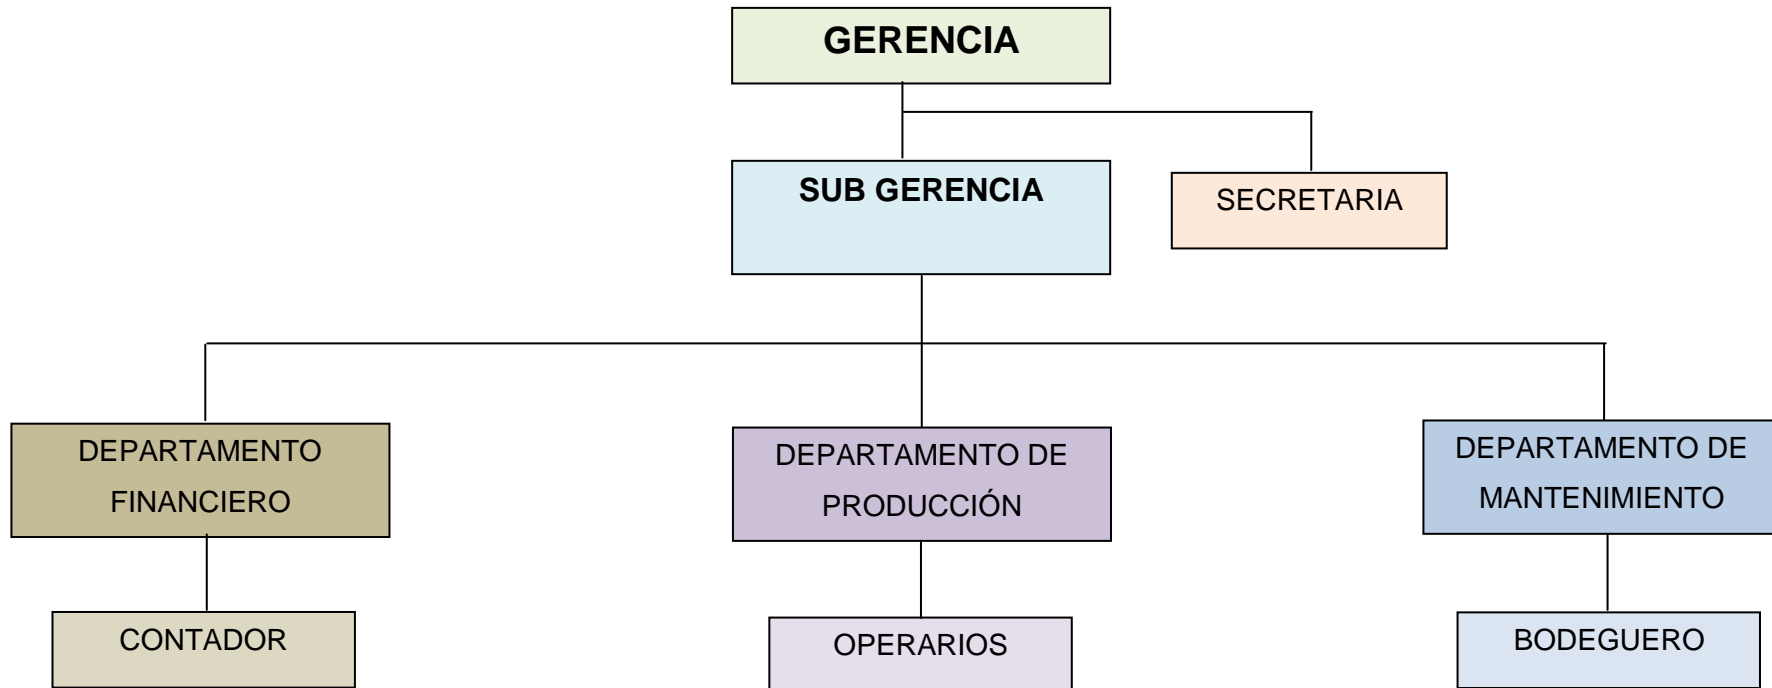 GERENCIA
SUB GERENCIA
SECRETARIA
DEPARTAMENTO
FINANCIERO
DEPARTAMENTO DE
PRODUCCIÓN
DEPARTAMENTO DE
MANTENIMIENTO
CONTADOR
OPERARIOS
BODEGUERO